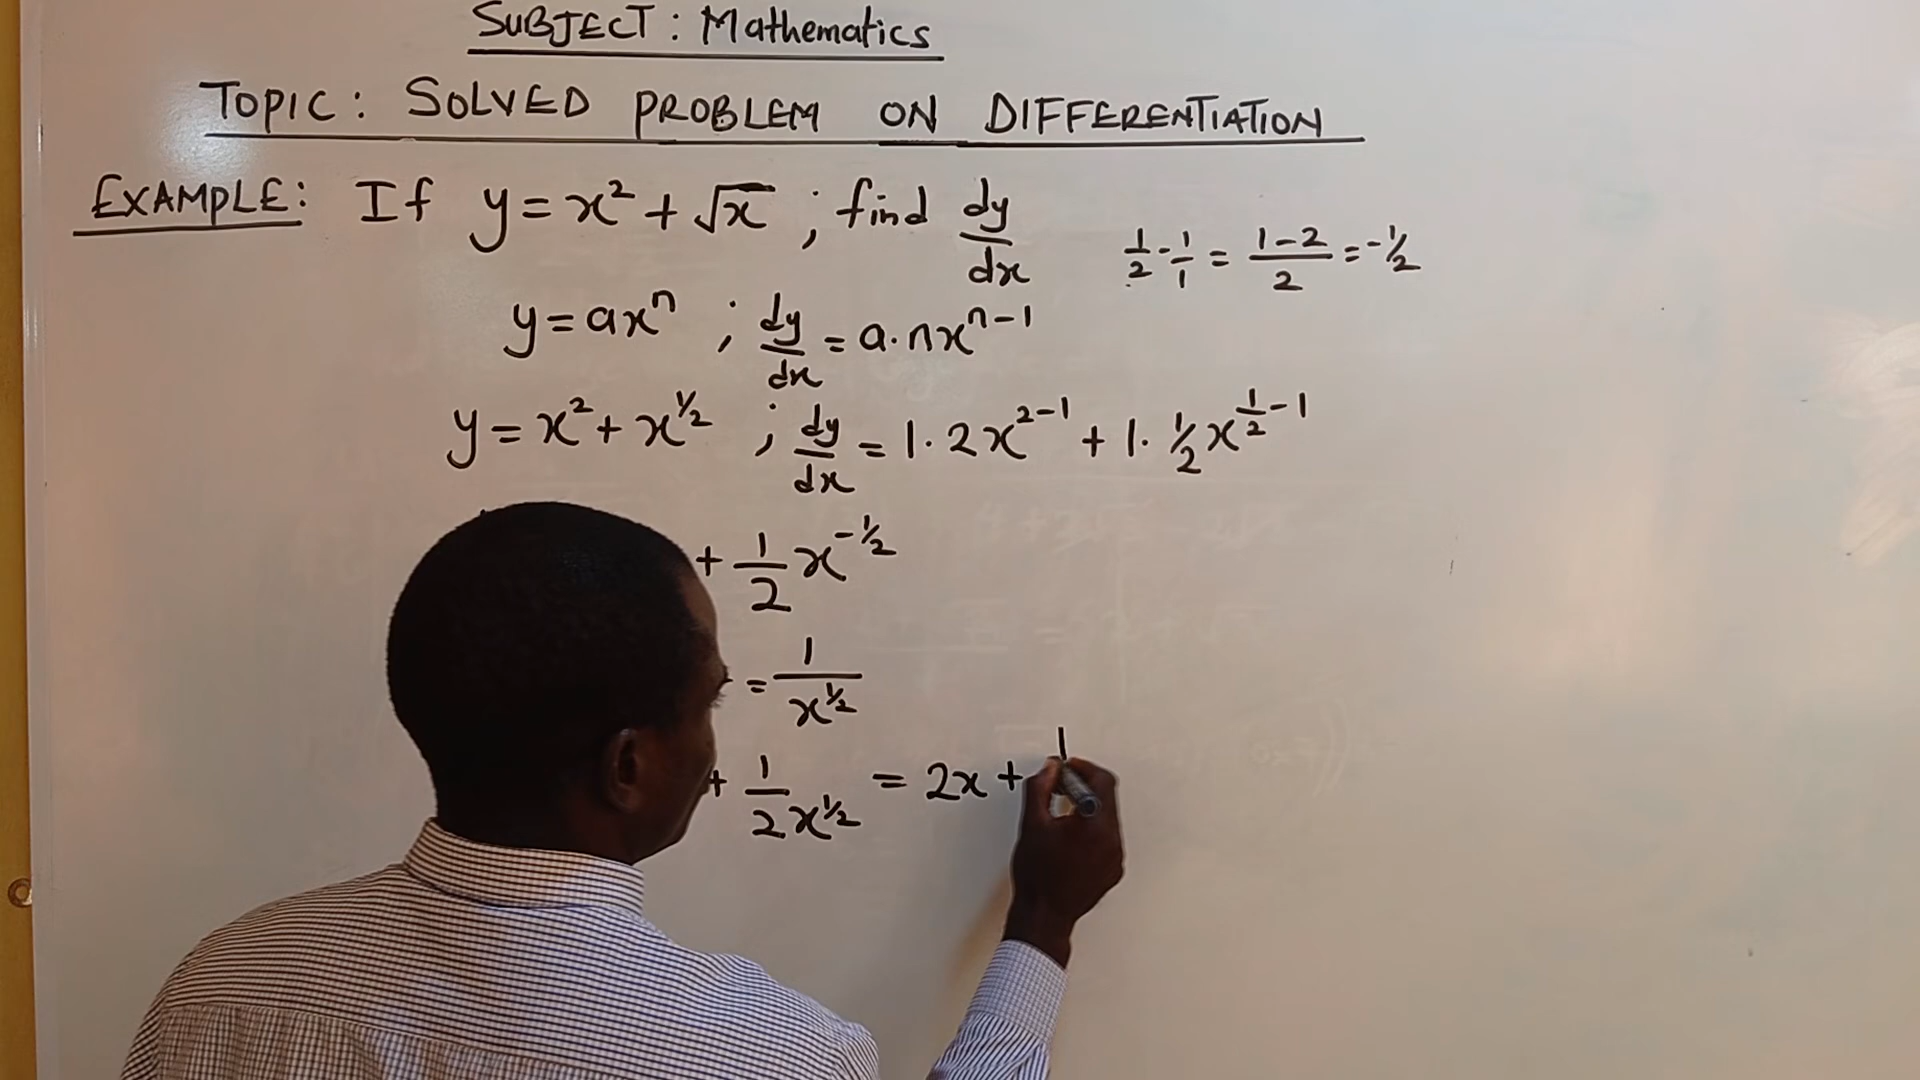 SUBJECT: Mathematics
TOPIC: SOLVED PROBLEM ON DIFFERENTIATION
EXAMPLE: If y = x² + √x ; find dy/dx
1/2 - 1/1 = (1-2)/2 = -1/2
y = axⁿ ; dy/dx = a·nxⁿ⁻¹
y = x² + x^½ ; dy/dx = 1·2x²⁻¹ + 1·½x^(1/2 - 1)
+ 1/2 x^-½
= 1/x^½
+ 1/2x^½ = 2x + 1